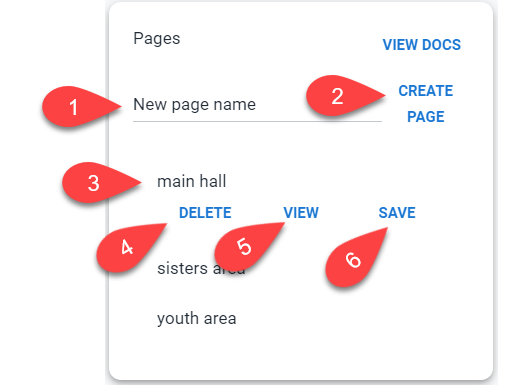 Pages
VIEW DOCS
1
New page name
2
CREATE
PAGE
3
main hall
DELETE
VIEW
SAVE
4
5
6
sisters area
youth area